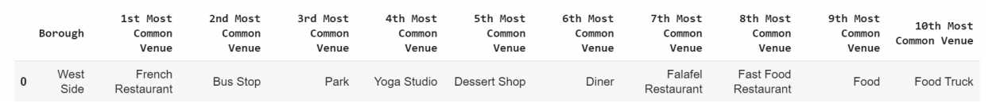 Borough 1st Most Common Venue 2nd Most Common Venue 3rd Most Common Venue 4th Most Common Venue 5th Most Common Venue 6th Most Common Venue 7th Most Common Venue 8th Most Common Venue 9th Most Common Venue 10th Most Common Venue
0 West Side French Restaurant Bus Stop Park Yoga Studio Dessert Shop Diner Falafel Restaurant Fast Food Restaurant Food Food Truck